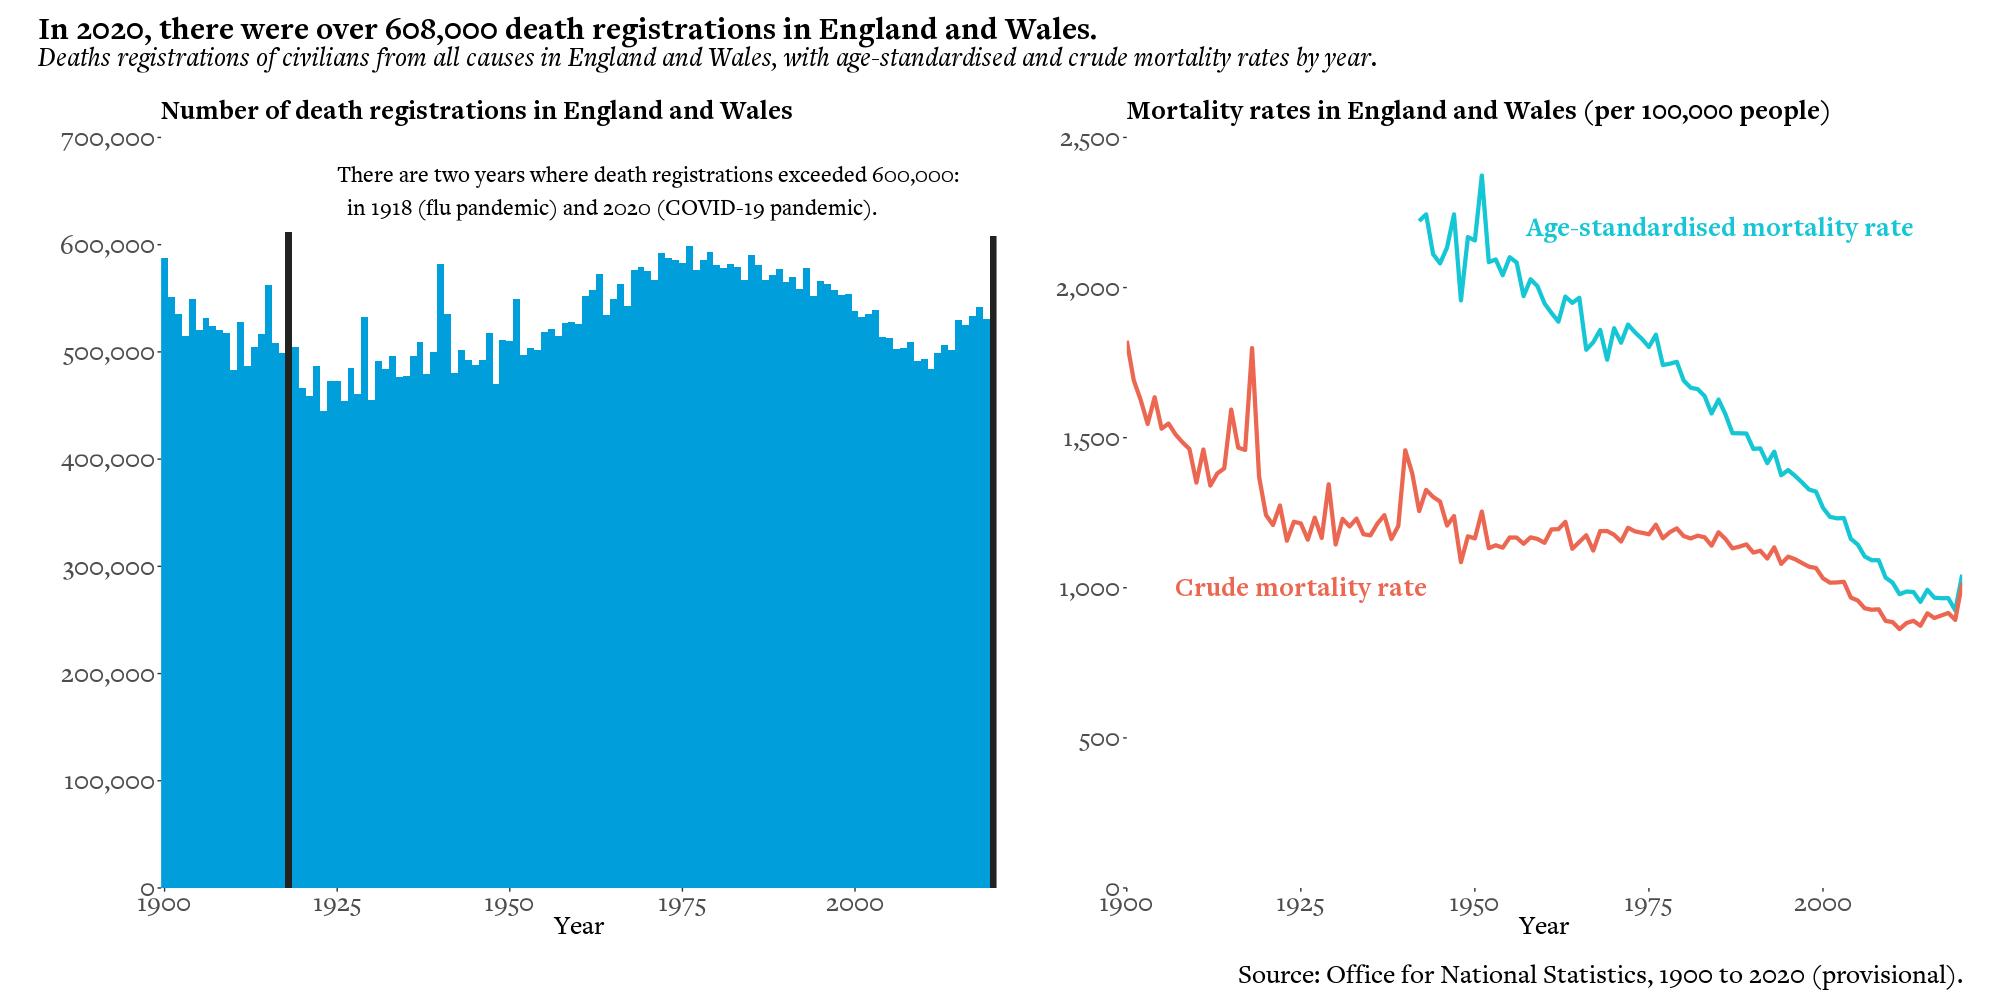 In 2020, there were over 608,000 death registrations in England and Wales.
Deaths registrations of civilians from all causes in England and Wales, with age-standardised and crude mortality rates by year.
Number of death registrations in England and Wales
700,000
600,000
500,000
400,000
300,000
200,000
100,000
0
There are two years where death registrations exceeded 600,000:
in 1918 (flu pandemic) and 2020 (COVID-19 pandemic).
1900 1925 1950 1975 2000
Year
Mortality rates in England and Wales (per 100,000 people)
2,500
2,000
1,500
1,000
500
0
Age-standardised mortality rate
Crude mortality rate
1900 1925 1950 1975 2000
Year
Source: Office for National Statistics, 1900 to 2020 (provisional).